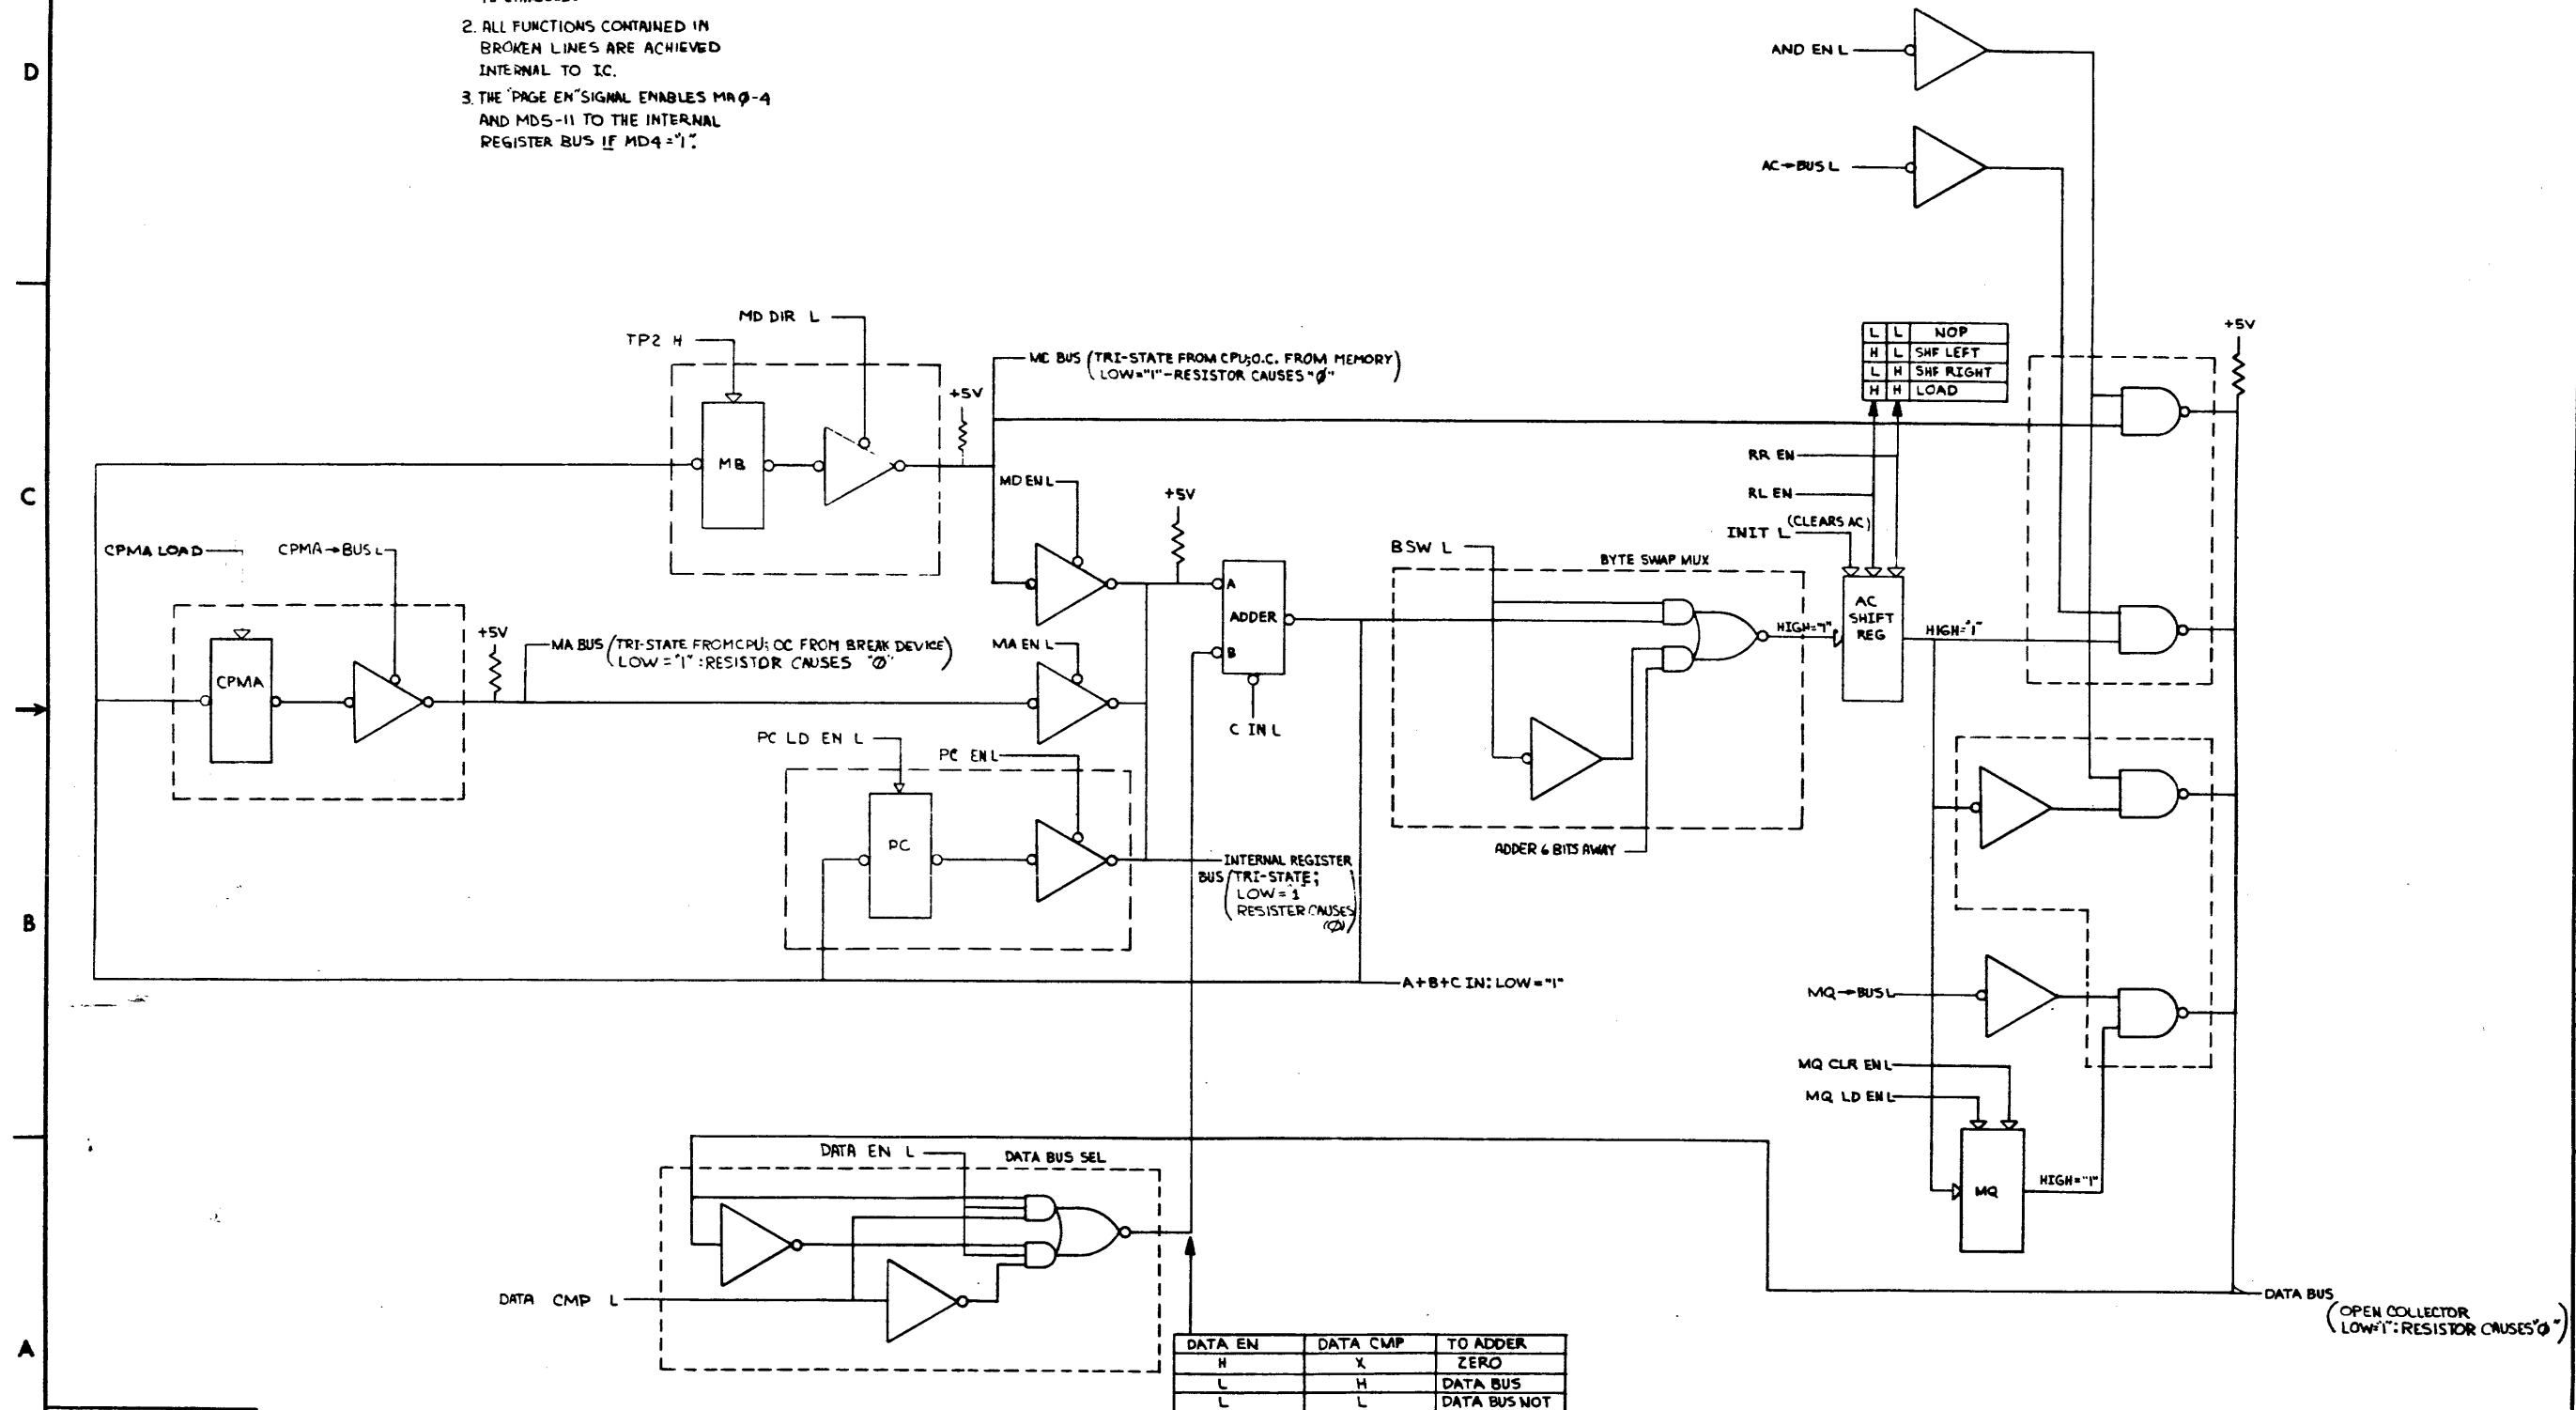 2. ALL FUNCTIONS CONTAINED IN
BROKEN LINES ARE ACHIEVED
INTERNAL TO I.C.
3. THE "PAGE EN" SIGNAL ENABLES MAØ-4
AND MD5-11 TO THE INTERNAL
REGISTER BUS IF MD4="1".
D
AND EN L
AC→BUS L
+5V
MD DIR L
TP2 H
L L NOP
H L SHF LEFT
L H SHF RIGHT
H H LOAD
MD BUS (TRI-STATE FROM CPU; O.C. FROM MEMORY)
LOW="1"-RESISTOR CAUSES "Ø"
+5V
MB
C
MD EN L
+5V
RR EN
RL EN
INIT L (CLEARS AC)
CPMA LOAD
CPMA→BUS L
BSW L
BYTE SWAP MUX
A
ADDER
B
C IN L
AC
SHIFT
REG
HIGH="1"
HIGH="1"
+5V
MA BUS (TRI-STATE FROM CPU; OC FROM BREAK DEVICE)
LOW="1":RESISTOR CAUSES "Ø"
MA EN L
CPMA
PC LD EN L
PC EN L
PC
ADDER 6 BITS AWAY
INTERNAL REGISTER
BUS (TRI-STATE;
LOW=1
RESISTER CAUSES
(Ø))
B
A+B+C IN: LOW="1"
MQ→BUS L
MQ CLR EN L
MQ LD EN L
MQ
HIGH="1"
DATA EN L
DATA BUS SEL
DATA CMP L
A
DATA BUS
(OPEN COLLECTOR
LOW="1":RESISTOR CAUSES "Ø")
DATA EN DATA CMP TO ADDER
H X ZERO
L H DATA BUS
L L DATA BUS NOT